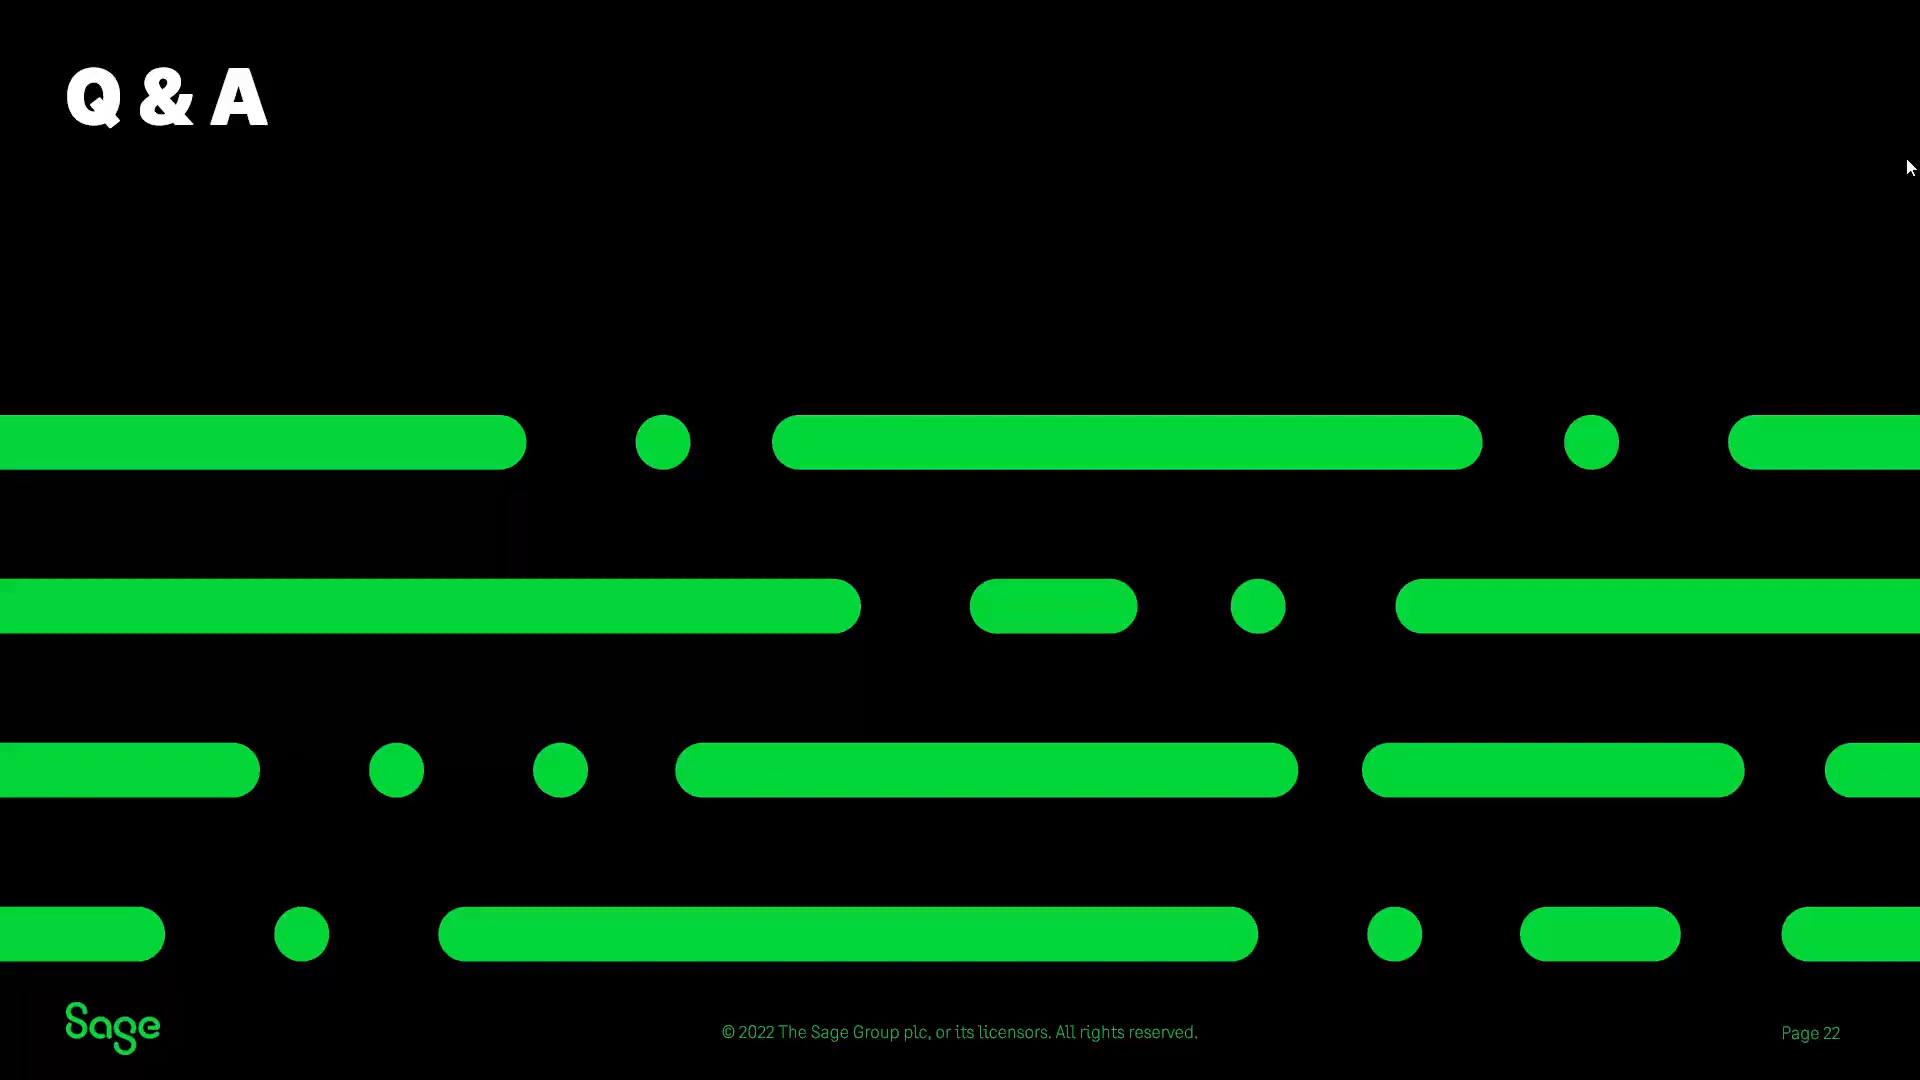 Q & A
Sage
© 2022 The Sage Group plc, or its licensors. All rights reserved.
Page 22